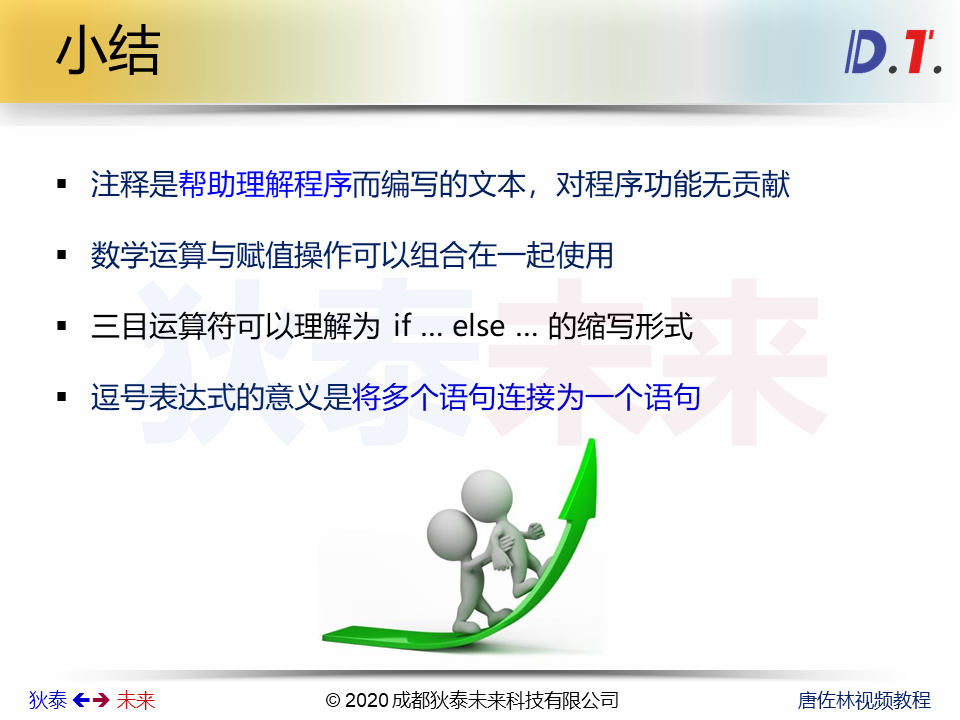 小结
D.T.
▪ 注释是帮助理解程序而编写的文本，对程序功能无贡献
▪ 数学运算与赋值操作可以组合在一起使用
▪ 三目运算符可以理解为 if ... else ... 的缩写形式
▪ 逗号表达式的意义是将多个语句连接为一个语句
狄泰未来
狄泰 🡸🡺 未来
© 2020 成都狄泰未来科技有限公司
唐佐林视频教程